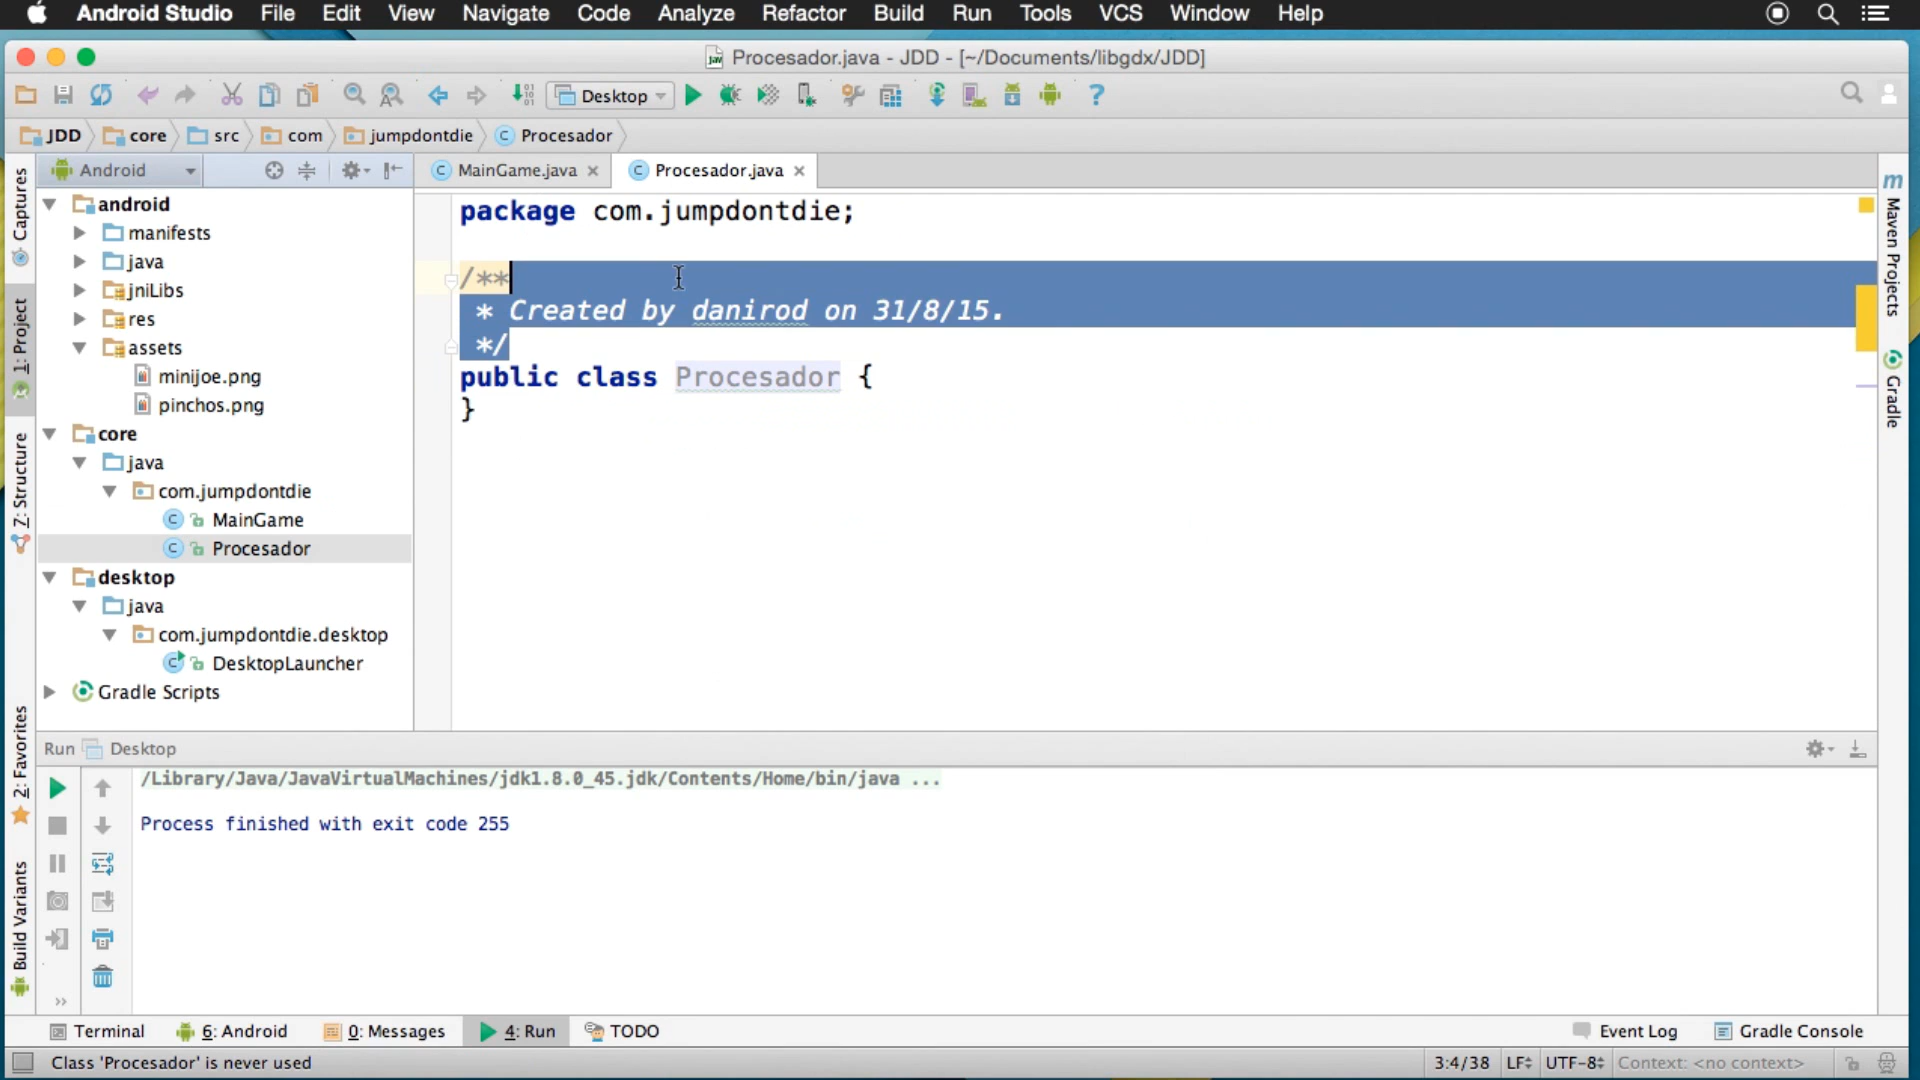 Android Studio File Edit View Navigate Code Analyze Refactor Build Run Tools VCS Window Help
Procesador.java - JDD - [~/Documents/libgdx/JDD]
Desktop
JDD core src com jumpdontdie Procesador
Android
MainGame.java Procesador.java
Captures
1: Project
Z: Structure
2: Favorites
Build Variants
android
manifests
java
jniLibs
res
assets
minijoe.png
pinchos.png
core
java
com.jumpdontdie
MainGame
Procesador
desktop
java
com.jumpdontdie.desktop
DesktopLauncher
Gradle Scripts
package com.jumpdontdie;
/**
* Created by danirod on 31/8/15.
*/
public class Procesador {
}
Maven Projects
Gradle
Run Desktop
/Library/Java/JavaVirtualMachines/jdk1.8.0_45.jdk/Contents/Home/bin/java ...
Process finished with exit code 255
Terminal 6: Android 0: Messages 4: Run TODO Event Log Gradle Console
Class 'Procesador' is never used 3:4/38 LF UTF-8 Context: <no context>